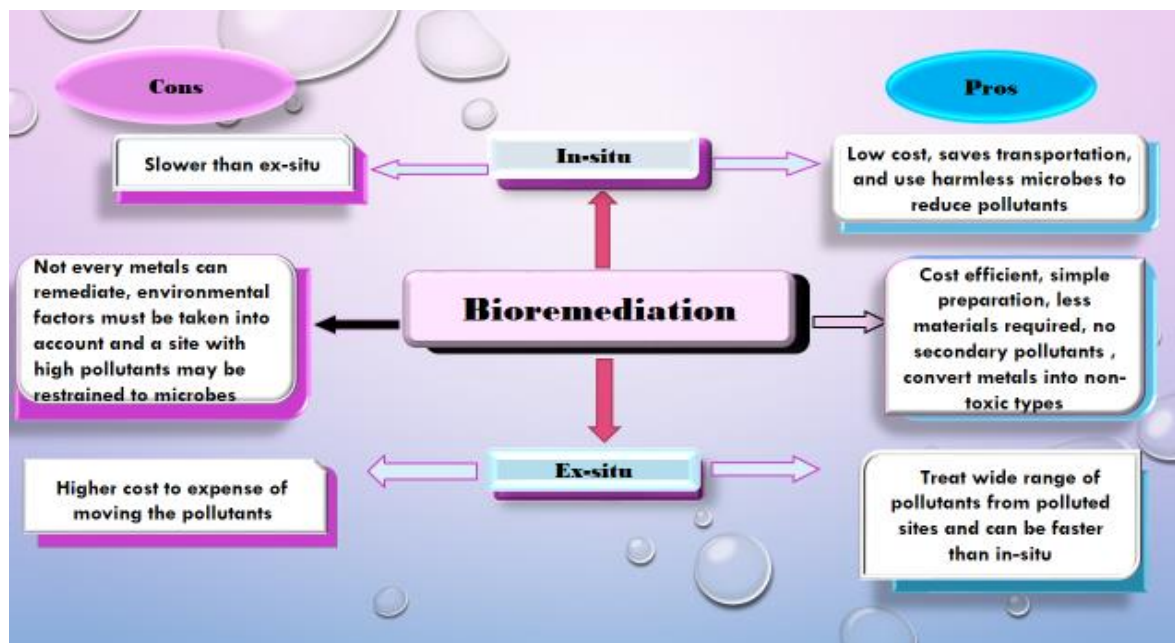 Cons
Pros
Slower than ex-situ
In-situ
Low cost, saves transportation,
and use harmless microbes to
reduce pollutants
Not every metals can
remediate, environmental
factors must be taken into
account and a site with
high pollutants may be
restrained to microbes
Bioremediation
Cost efficient, simple
preparation, less
materials required, no
secondary pollutants ,
convert metals into non-
toxic types
Higher cost to expense of
moving the pollutants
Ex-situ
Treat wide range of
pollutants from polluted
sites and can be faster
than in-situ